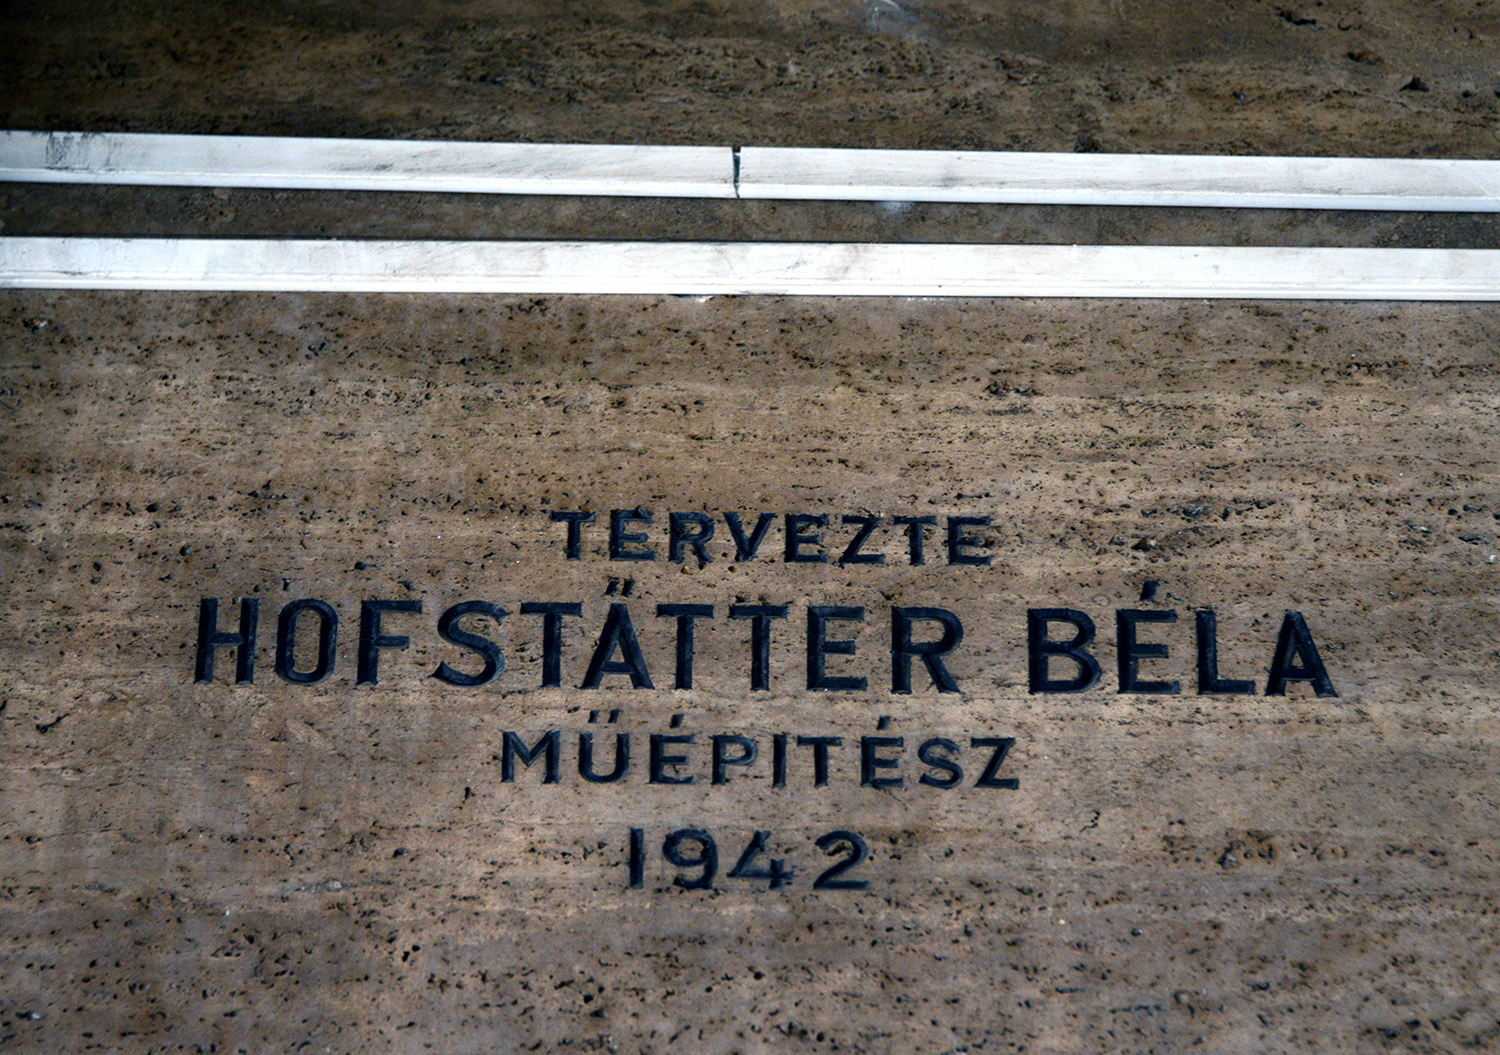 TERVEZTE
HOFSTÄTTER BÉLA
MŰÉPITÉSZ
1942